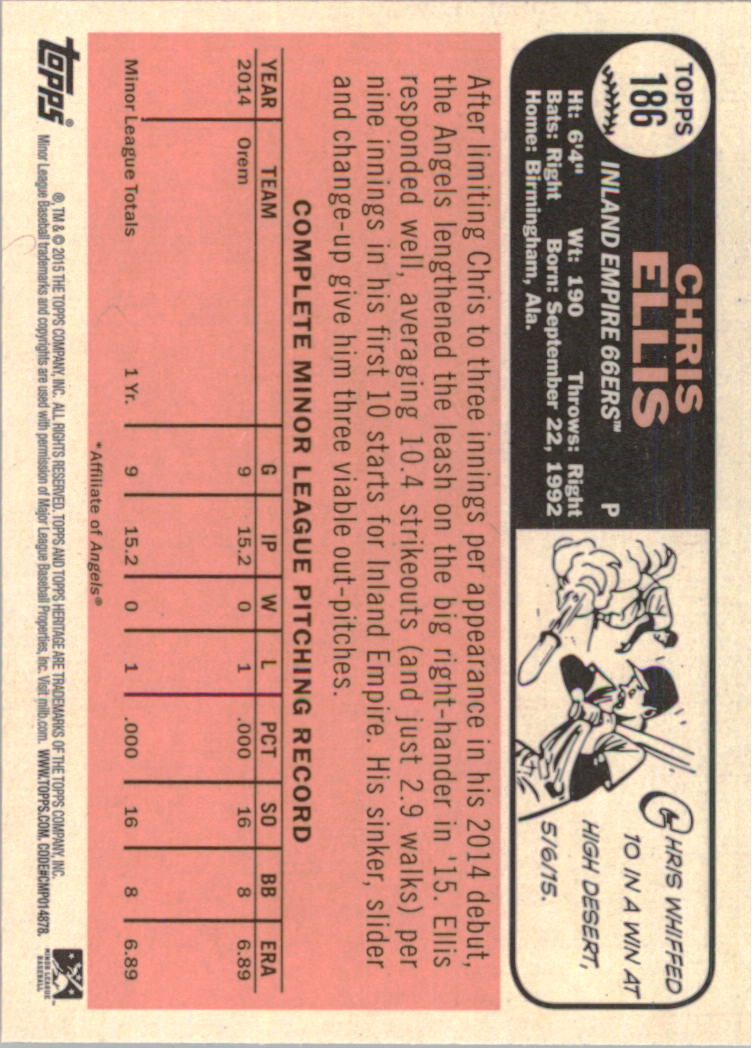 TOPPS
186
CHRIS
ELLIS
INLAND EMPIRE 66ERS™ P
Ht: 6'4" Wt: 190 Throws: Right
Bats: Right Born: September 22, 1992
Home: Birmingham, Ala.
CHRIS WHIFFED
10 IN A WIN AT
HIGH DESERT,
5/6/15.
After limiting Chris to three innings per appearance in his 2014 debut,
the Angels lengthened the leash on the big right-hander in '15. Ellis
responded well, averaging 10.4 strikeouts (and just 2.9 walks) per
nine innings in his first 10 starts for Inland Empire. His sinker, slider
and change-up give him three viable out-pitches.
COMPLETE MINOR LEAGUE PITCHING RECORD
YEAR TEAM G IP W L PCT SO BB ERA
2014 Orem 9 15.2 0 1 .000 16 8 6.89
Minor League Totals 1 Yr. 9 15.2 0 1 .000 16 8 6.89
*Affiliate of Angels®
topps®
®, TM & © 2015 THE TOPPS COMPANY, INC. ALL RIGHTS RESERVED. TOPPS AND TOPPS HERITAGE ARE TRADEMARKS OF THE TOPPS COMPANY, INC.
Minor League Baseball trademarks and copyrights are used with permission of Major League Baseball Properties, Inc. Visit milb.com. WWW.TOPPS.COM. CODE#CMP014878.
MINOR LEAGUE
BASEBALL